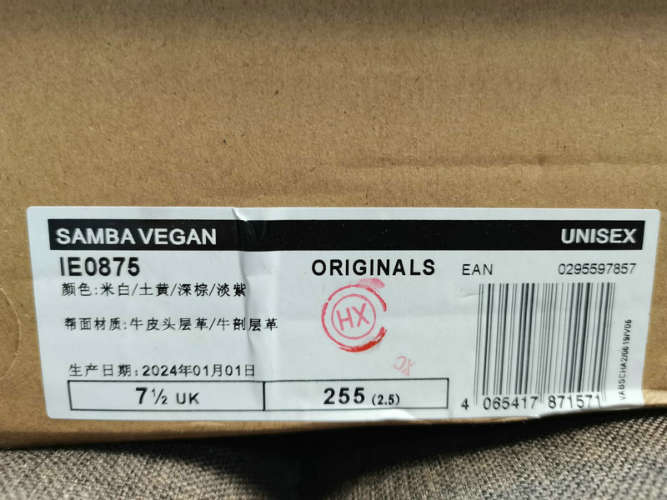 SAMBA VEGAN UNISEX
IE0875 ORIGINALS EAN 0295597857
颜色:米白/土黄/深棕/淡紫
HX
帮面材质:牛皮头层革/牛剖层革
生产日期:2024年01月01日
7½ UK 255 (2.5)
4 065417 871571